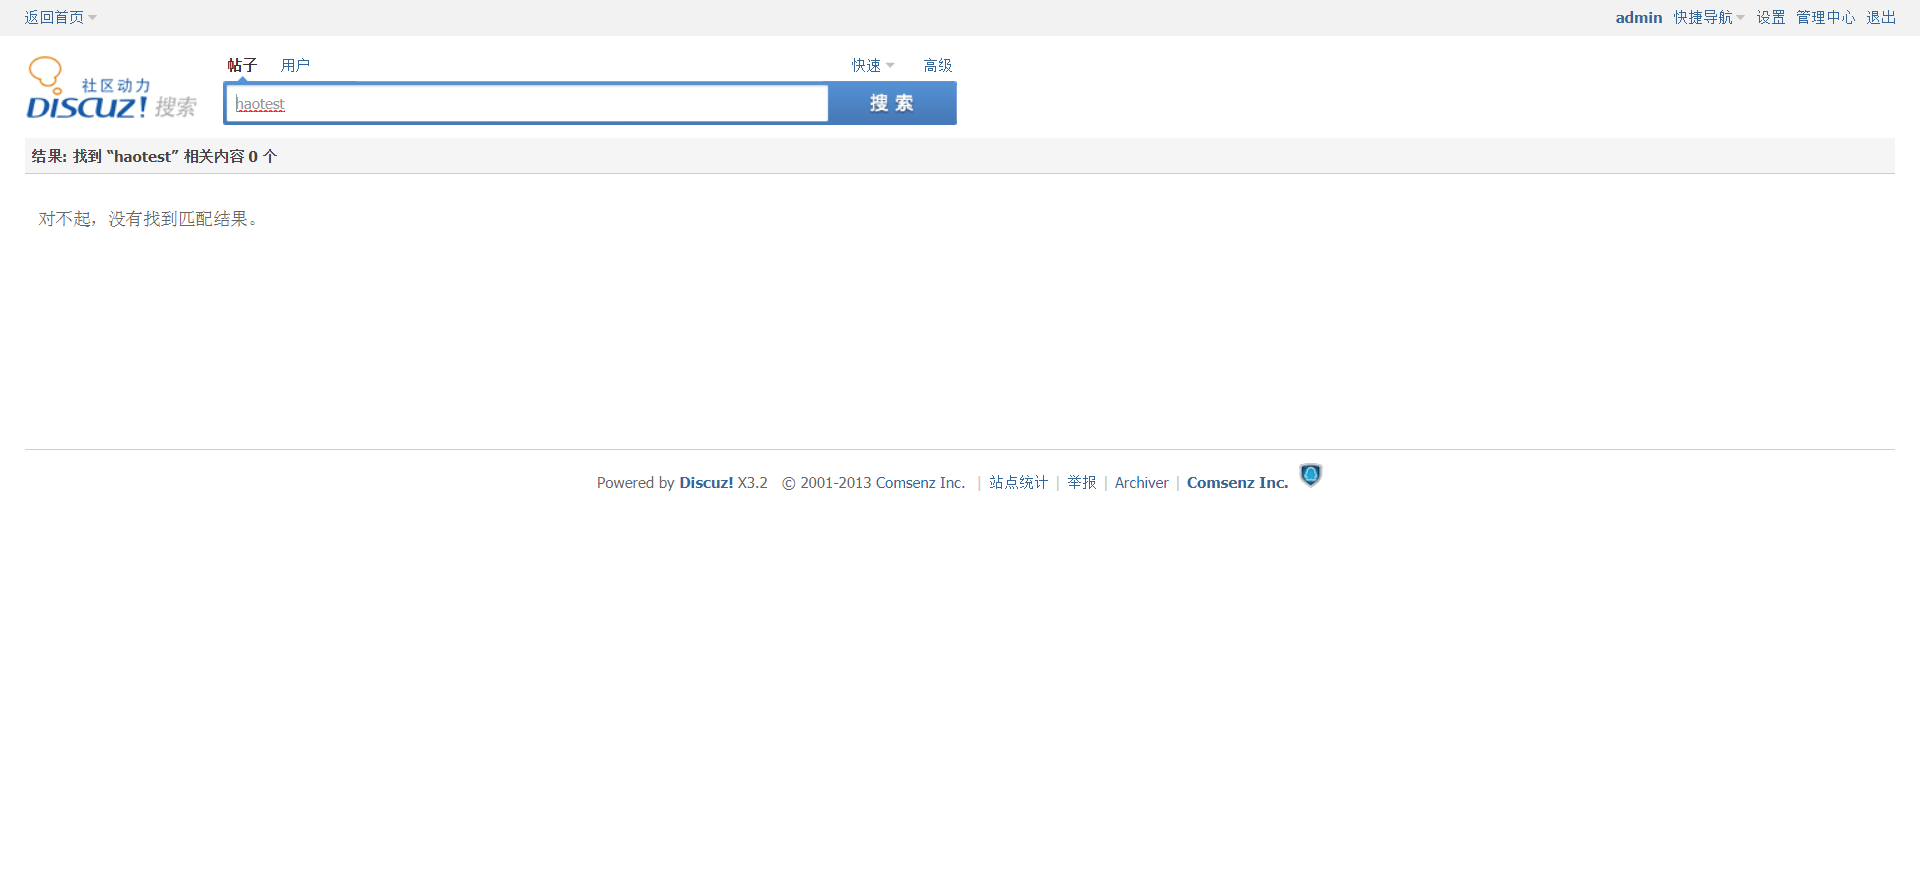 返回首页 admin 快捷导航 设置 管理中心 退出
帖子 用户 快速 高级
社区动力
DISCUZ! 搜索
haotest 搜索
结果: 找到 “haotest” 相关内容 0 个
对不起，没有找到匹配结果。
Powered by Discuz! X3.2 © 2001-2013 Comsenz Inc. | 站点统计 | 举报 | Archiver | Comsenz Inc.